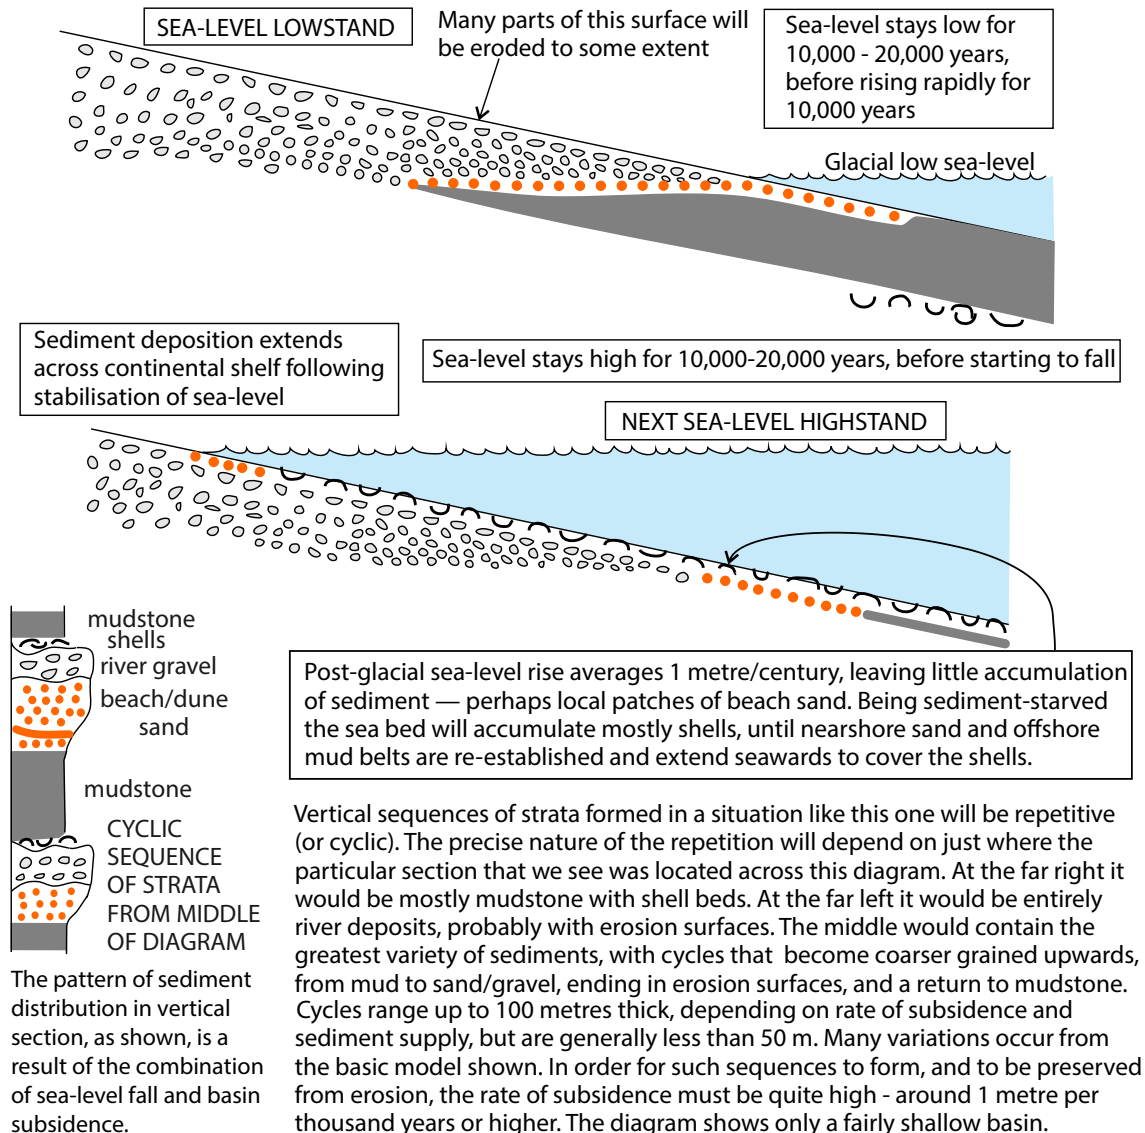 SEA-LEVEL LOWSTAND
Many parts of this surface will
be eroded to some extent
Sea-level stays low for
10,000 - 20,000 years,
before rising rapidly for
10,000 years
Glacial low sea-level
Sediment deposition extends
across continental shelf following
stabilisation of sea-level
Sea-level stays high for 10,000-20,000 years, before starting to fall
NEXT SEA-LEVEL HIGHSTAND
mudstone
shells
river gravel
beach/dune
sand
mudstone
CYCLIC
SEQUENCE
OF STRATA
FROM MIDDLE
OF DIAGRAM
The pattern of sediment
distribution in vertical
section, as shown, is a
result of the combination
of sea-level fall and basin
subsidence.
Post-glacial sea-level rise averages 1 metre/century, leaving little accumulation
of sediment — perhaps local patches of beach sand. Being sediment-starved
the sea bed will accumulate mostly shells, until nearshore sand and offshore
mud belts are re-established and extend seawards to cover the shells.
Vertical sequences of strata formed in a situation like this one will be repetitive
(or cyclic). The precise nature of the repetition will depend on just where the
particular section that we see was located across this diagram. At the far right it
would be mostly mudstone with shell beds. At the far left it would be entirely
river deposits, probably with erosion surfaces. The middle would contain the
greatest variety of sediments, with cycles that become coarser grained upwards,
from mud to sand/gravel, ending in erosion surfaces, and a return to mudstone.
Cycles range up to 100 metres thick, depending on rate of subsidence and
sediment supply, but are generally less than 50 m. Many variations occur from
the basic model shown. In order for such sequences to form, and to be preserved
from erosion, the rate of subsidence must be quite high - around 1 metre per
thousand years or higher. The diagram shows only a fairly shallow basin.